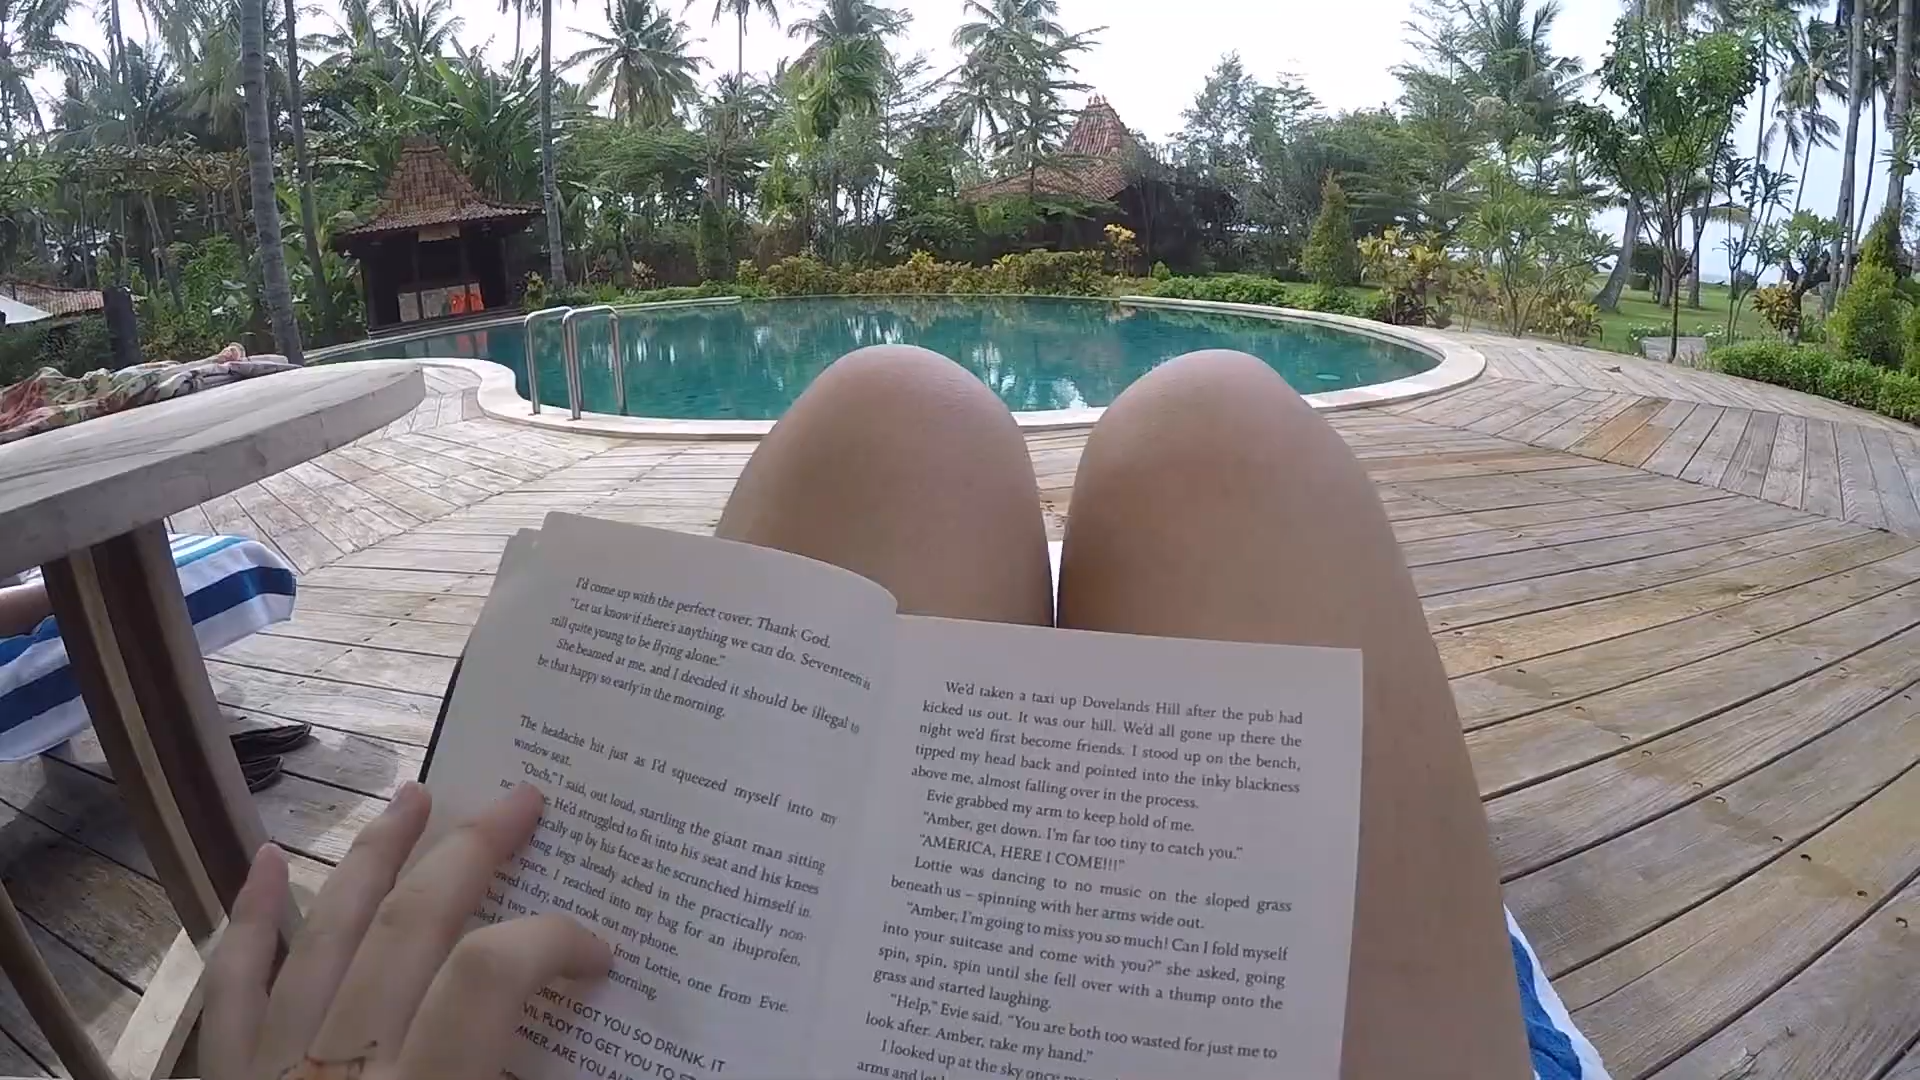 I'd come up with the perfect cover. Thank God.
"Let us know if there's anything we can do. Seventeen is
still quite young to be flying alone."
She beamed at me, and I decided it should be illegal to
be that happy so early in the morning.
The headache hit just as I'd squeezed myself into my
window seat.
"Ouch," I said, out loud, startling the giant man sitting
He'd struggled to fit into his seat and his knees
up by his face as he scrunched himself in.
long legs already ached in the practically non-
space. I reached into my bag for an ibuprofen,
it dry, and took out my phone.
had two from Lottie, one from Evie.
morning.
I GOT YOU SO DRUNK. IT
PLOY TO GET YOU TO
ARE YOU
We'd taken a taxi up Dovelands Hill after the pub had
kicked us out. It was our hill. We'd all gone up there the
night we'd first become friends. I stood up on the bench,
tipped my head back and pointed into the inky blackness
above me, almost falling over in the process.
Evie grabbed my arm to keep hold of me.
"Amber, get down. I'm far too tiny to catch you."
"AMERICA, HERE I COME!!!"
Lottie was dancing to no music on the sloped grass
beneath us – spinning with her arms wide out.
"Amber, I'm going to miss you so much! Can I fold myself
into your suitcase and come with you?" she asked, going
spin, spin, spin until she fell over with a thump onto the
grass and started laughing.
"Help," Evie said. "You are both too wasted for just me to
look after. Amber, take my hand."
I looked up at the sky once
arms and